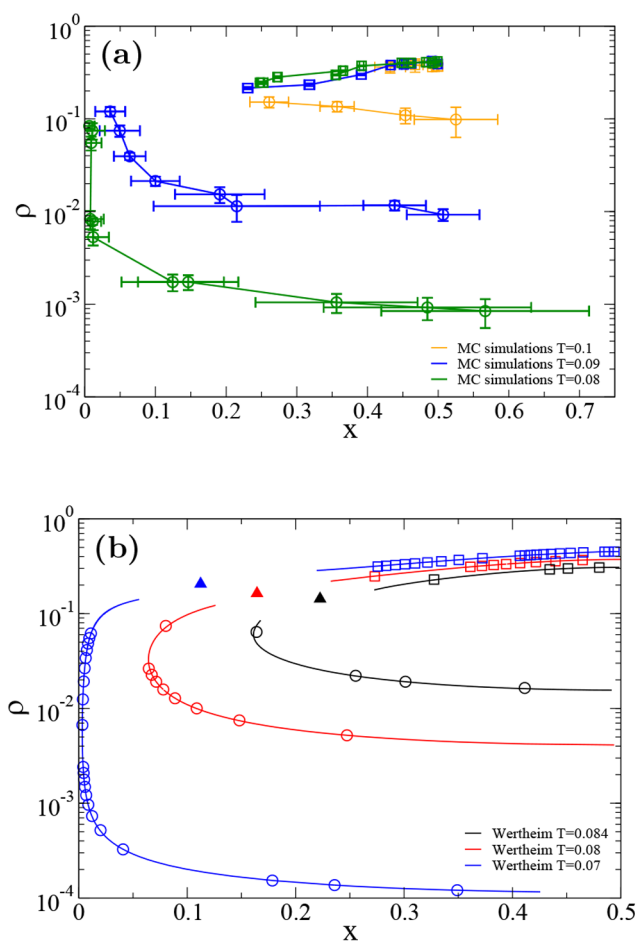 (a)
10^0
10^-1
10^-2
10^-3
10^-4
ρ
0 0.1 0.2 0.3 0.4 0.5 0.6 0.7
x
MC simulations T=0.1
MC simulations T=0.09
MC simulations T=0.08
(b)
10^0
10^-1
10^-2
10^-3
10^-4
ρ
0 0.1 0.2 0.3 0.4 0.5
x
Wertheim T=0.084
Wertheim T=0.08
Wertheim T=0.07